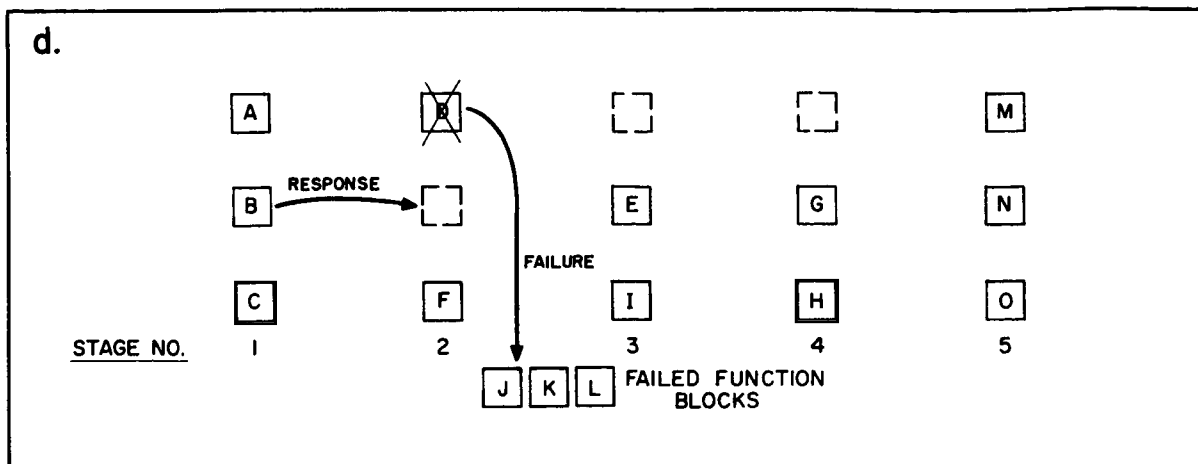 d.
A D M
B RESPONSE E G N
FAILURE
C F I H O
STAGE NO. 1 2 3 4 5
J K L FAILED FUNCTION
BLOCKS